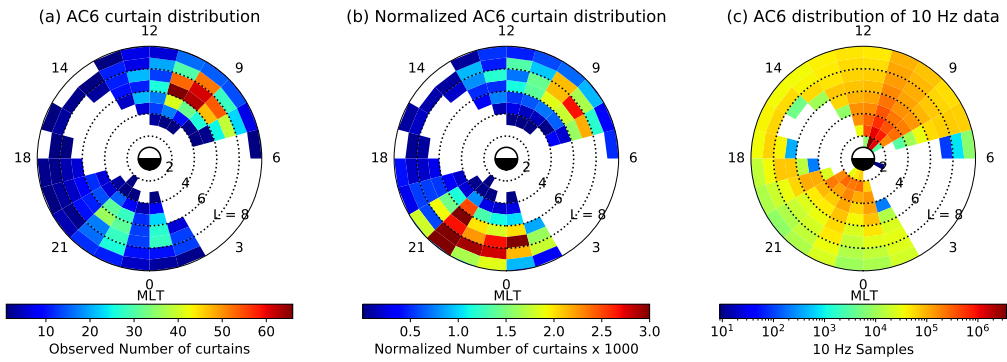 (a) AC6 curtain distribution
12
14
9
18
6
2
4
6
L = 8
21
3
0
MLT
10 20 30 40 50 60
Observed Number of curtains
(b) Normalized AC6 curtain distribution
12
14
9
18
6
2
4
6
L = 8
21
3
0
MLT
0.5 1.0 1.5 2.0 2.5 3.0
Normalized Number of curtains x 1000
(c) AC6 distribution of 10 Hz data
12
14
9
18
6
2
4
6
L = 8
21
3
0
MLT
10¹ 10² 10³ 10⁴ 10⁵ 10⁶
10 Hz Samples